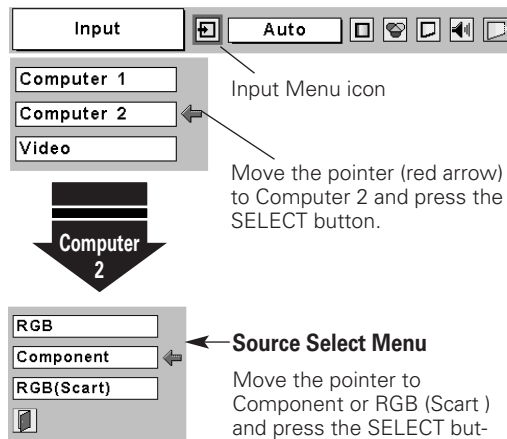 Input
Auto
Input Menu icon
Computer 1
Computer 2
Video
Move the pointer (red arrow)
to Computer 2 and press the
SELECT button.
Computer
2
RGB
Component
RGB(Scart)
Source Select Menu
Move the pointer to
Component or RGB (Scart )
and press the SELECT but-